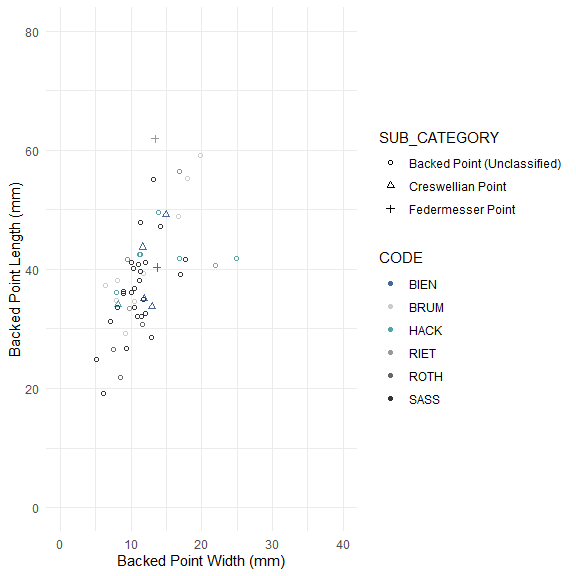 80
60
40
20
0
Backed Point Length (mm)
0 10 20 30 40
Backed Point Width (mm)
SUB_CATEGORY
Backed Point (Unclassified)
Creswellian Point
Federmesser Point
CODE
BIEN
BRUM
HACK
RIET
ROTH
SASS